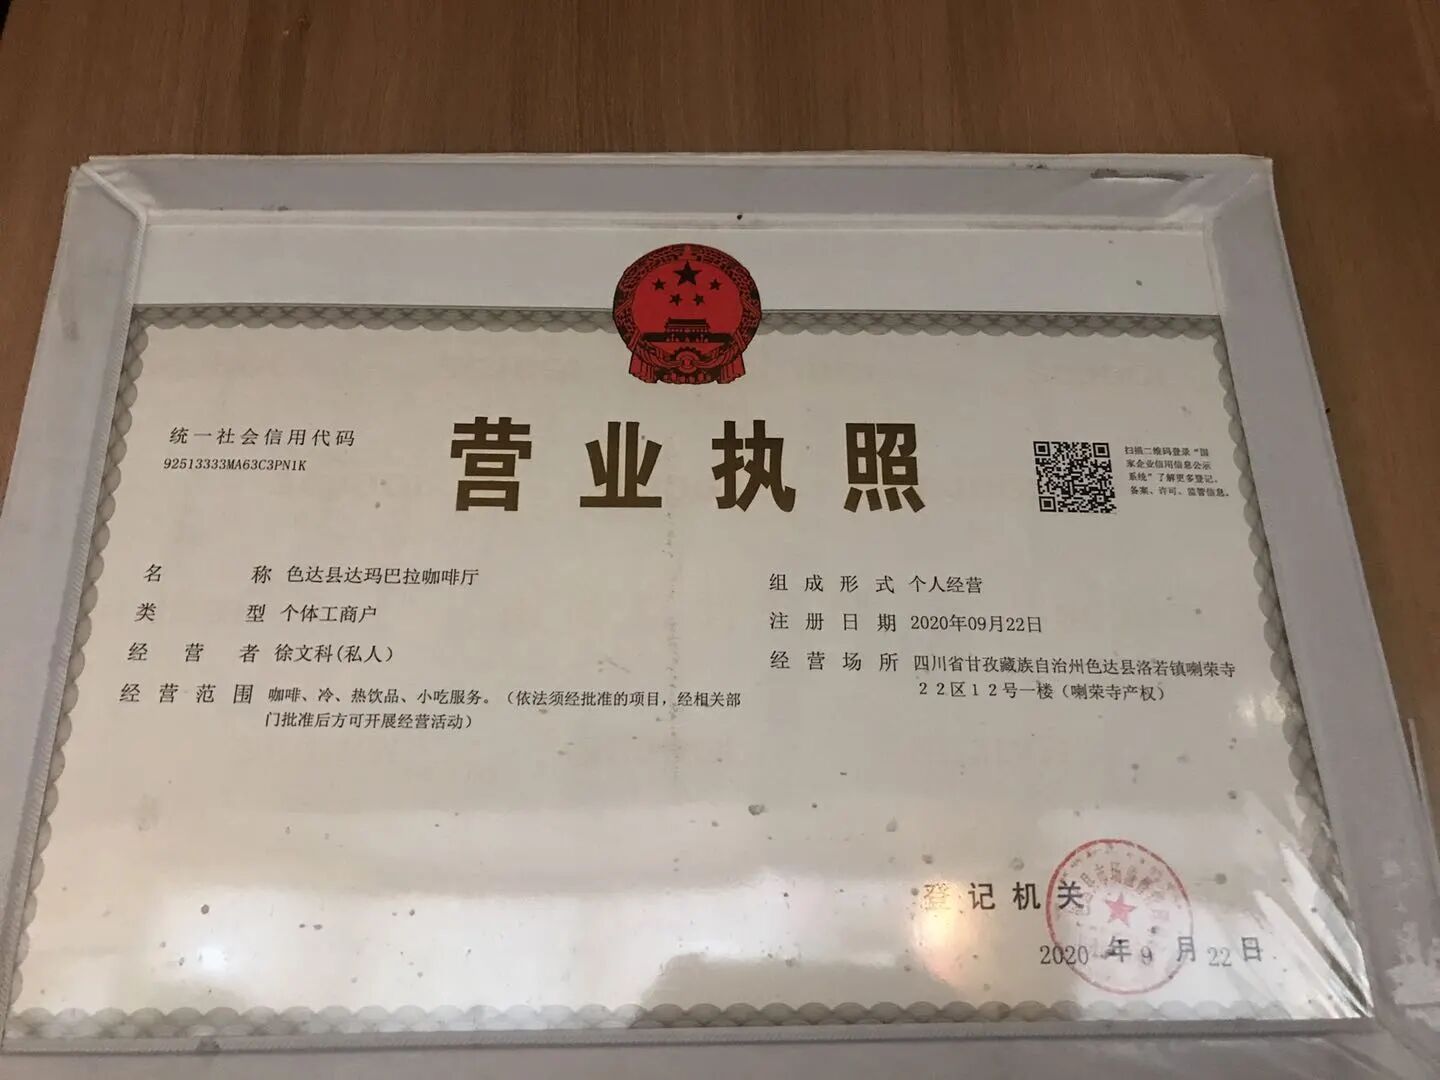 统一社会信用代码
92513333MA63C3PN1K
营业执照
扫描二维码登录“国
家企业信用信息公示
系统”了解更多登记、
备案、许可、监管信息。
名称 色达县达玛巴拉咖啡厅
类型 个体工商户
经营者 徐文科(私人)
经营范围 咖啡、冷、热饮品、小吃服务。（依法须经批准的项目，经相关部
门批准后方可开展经营活动）
组成形式 个人经营
注册日期 2020年09月22日
经营场所 四川省甘孜藏族自治州色达县洛若镇喇荣寺
22区12号一楼（喇荣寺产权）
登记机关
2020年9月22日